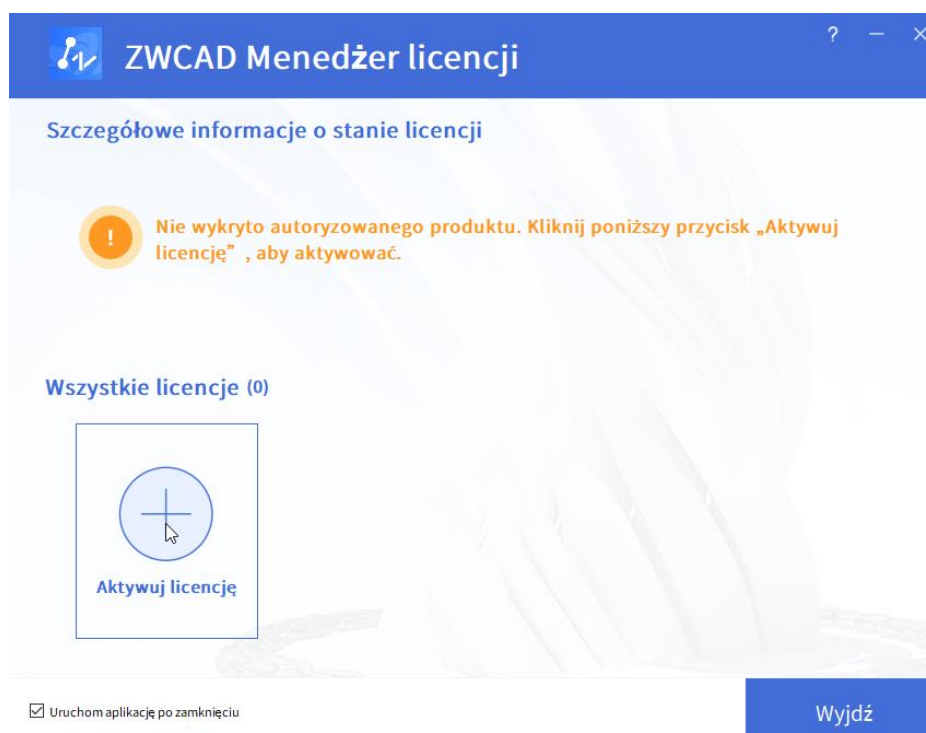 ZWCAD Menedżer licencji
Szczegółowe informacje o stanie licencji
Nie wykryto autoryzowanego produktu. Kliknij poniższy przycisk „Aktywuj
licencję” , aby aktywować.
Wszystkie licencje (0)
Aktywuj licencję
Uruchom aplikację po zamknięciu
Wyjdź